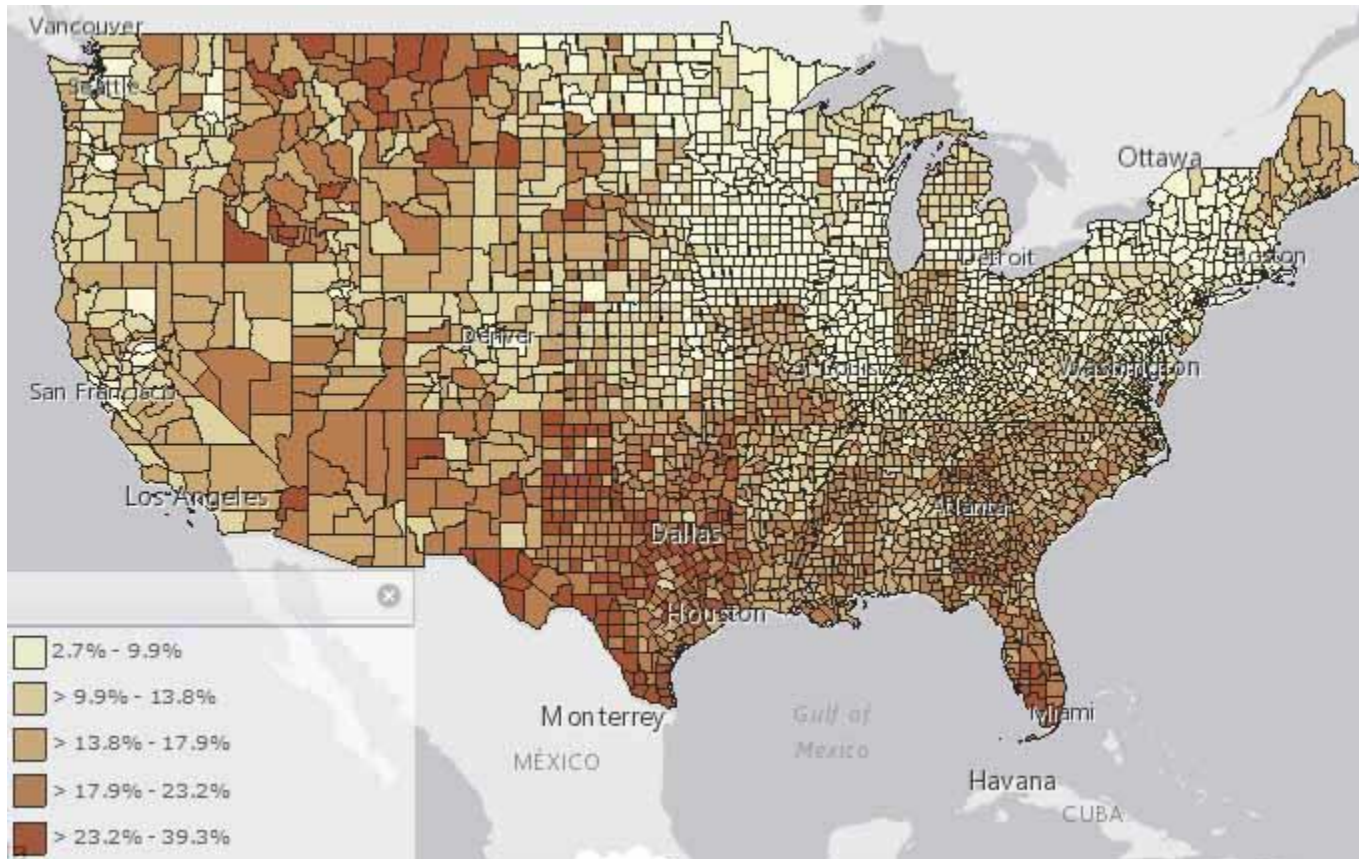 Vancouver
Seattle
Ottawa
Detroit
Boston
Denver
St Louis
Washington
San Francisco
Los Angeles
Atlanta
Dallas
Houston
2.7% - 9.9%
> 9.9% - 13.8%
Monterrey
Gulf of
Mexico
Miami
> 13.8% - 17.9%
MÉXICO
Havana
> 17.9% - 23.2%
CUBA
> 23.2% - 39.3%